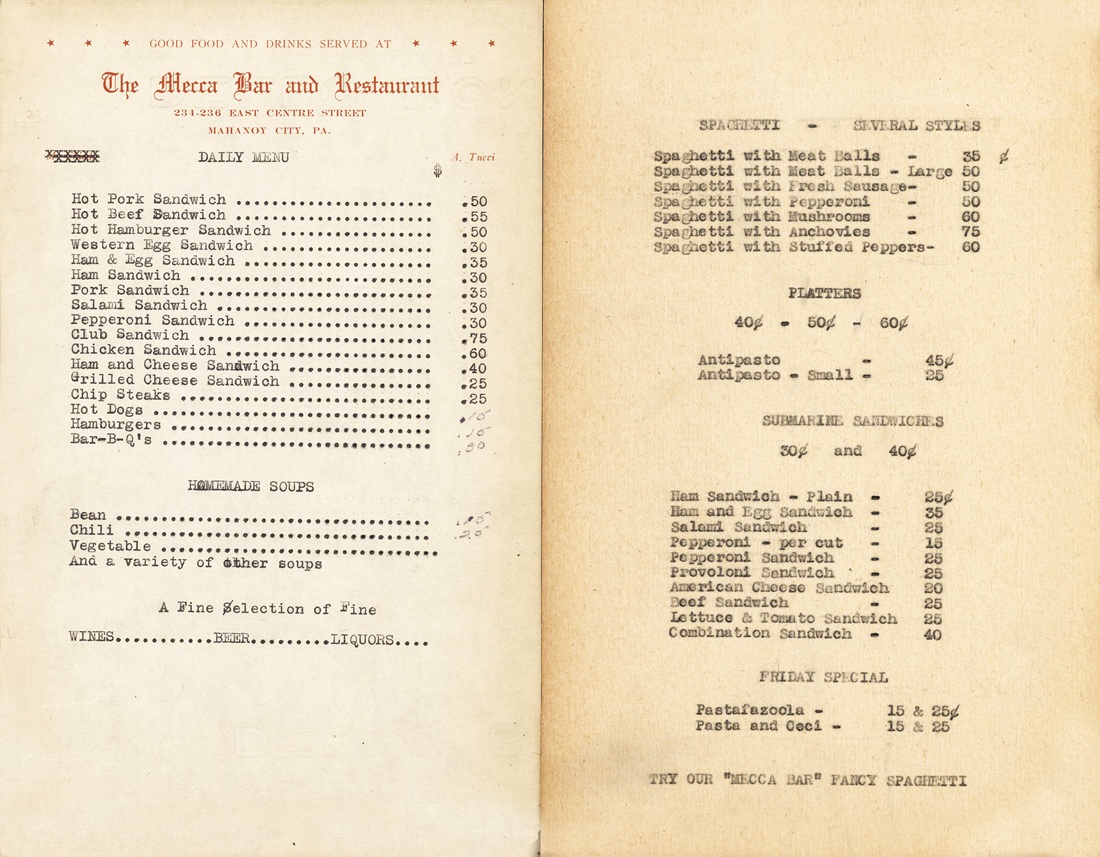 ★ ★ ★ GOOD FOOD AND DRINKS SERVED AT ★ ★ ★
The Mecca Bar and Restaurant
234-236 EAST CENTRE STREET
MAHANOY CITY, PA.
XXXXXX DAILY MENU A. Tucci
$
Hot Pork Sandwich .................... .50
Hot Beef Sandwich .................... .55
Hot Hamburger Sandwich ............... .50
Western Egg Sandwich ................. .30
Ham & Egg Sandwich ................... .35
Ham Sandwich ......................... .30
Pork Sandwich ........................ .35
Salami Sandwich ...................... .30
Pepperoni Sandwich ................... .30
Club Sandwich ........................ .75
Chicken Sandwich ..................... .60
Ham and Cheese Sandwich .............. .40
Grilled Cheese Sandwich .............. .25
Chip Steaks .......................... .25
Hot Dogs ............................. .15
Hamburgers ........................... .15
Bar-B-Q's ............................ .30
HOMEMADE SOUPS
Bean .................................
Chili ................................
Vegetable .............................
And a variety of other soups
A Fine Selection of Fine
WINES...........BEER.........LIQUORS....
SPAGHETTI - SEVERAL STYLES
Spaghetti with Meat Balls - 35 ¢
Spaghetti with Meat Balls - Large 50
Spaghetti with Fresh Sausage- 50
Spaghetti with Pepperoni - 50
Spaghetti with Mushrooms - 60
Spaghetti with Anchovies - 75
Spaghetti with Stuffed Peppers- 60
PLATTERS
40¢ - 50¢ - 60¢
Antipasto - 45¢
Antipasto - Small - 25
SUBMARINE SANDWICHES
30¢ and 40¢
Ham Sandwich - Plain - 25¢
Ham and Egg Sandwich - 35
Salami Sandwich - 25
Pepperoni - per cut - 15
Pepperoni Sandwich - 25
Provoloni Sandwich - 25
American Cheese Sandwich 20
Beef Sandwich - 25
Lettuce & Tomato Sandwich 25
Combination Sandwich - 40
FRIDAY SPECIAL
Pastafazoola - 15 & 25¢
Pasta and Ceci - 15 & 25
TRY OUR "MECCA BAR" FANCY SPAGHETTI